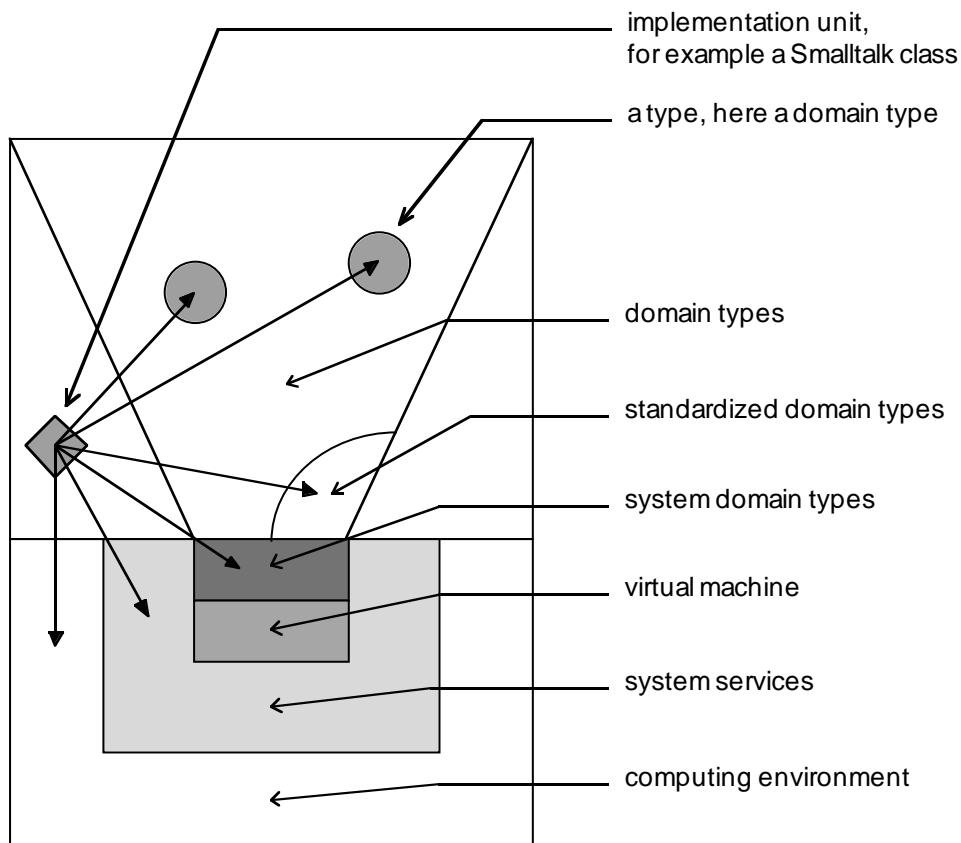 implementation unit,
for example a Smalltalk class
a type, here a domain type
domain types
standardized domain types
system domain types
virtual machine
system services
computing environment